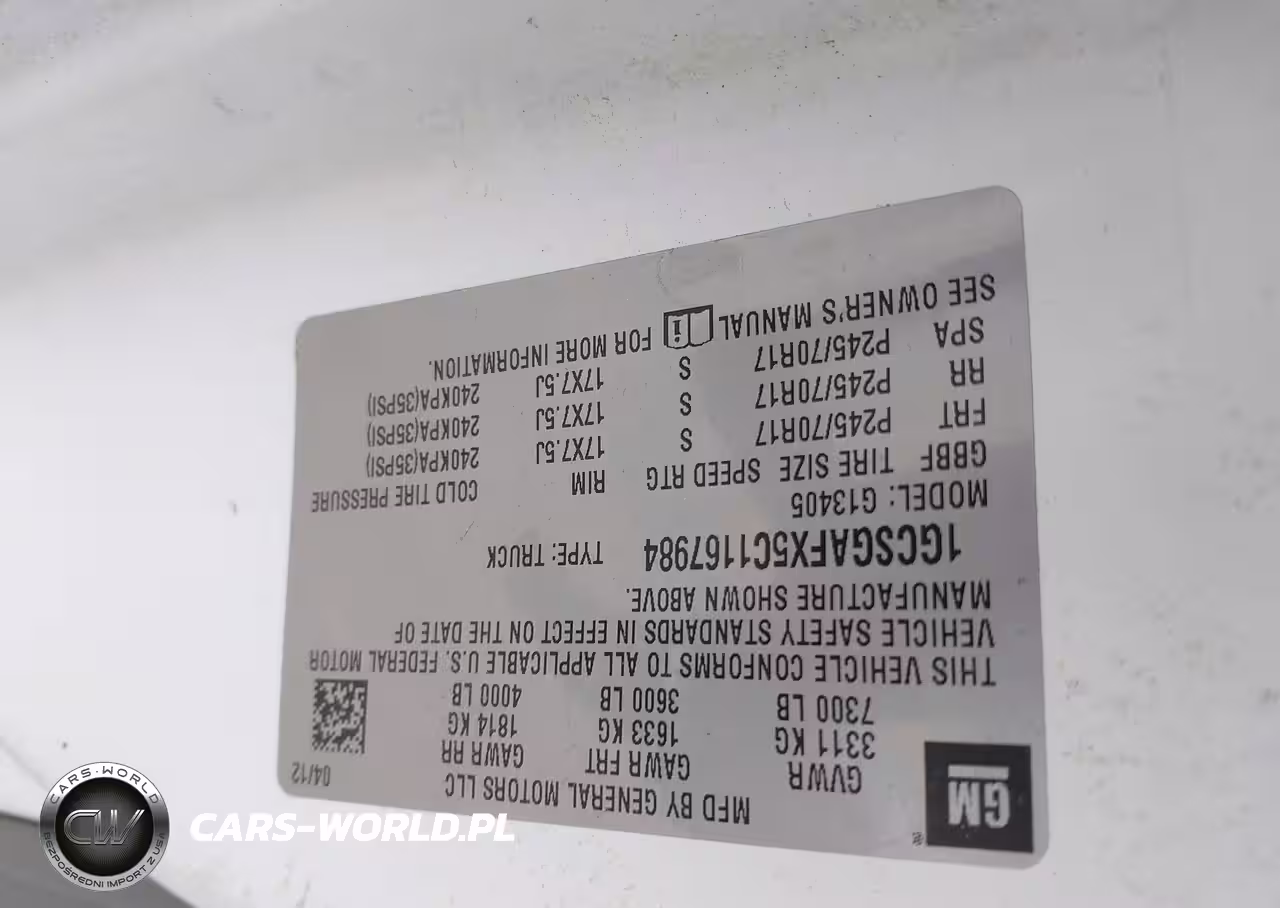 GM
MFD BY GENERAL MOTORS LLC
04/12
GVWR GAWR FRT GAWR RR
3311 KG 1633 KG 1814 KG
7300 LB 3600 LB 4000 LB
THIS VEHICLE CONFORMS TO ALL APPLICABLE U.S. FEDERAL MOTOR
VEHICLE SAFETY STANDARDS IN EFFECT ON THE DATE OF
MANUFACTURE SHOWN ABOVE.
1GCSGAFX5C1167984 TYPE: TRUCK
MODEL: G13405
GBBF TIRE SIZE SPEED RTG RIM COLD TIRE PRESSURE
FRT P245/70R17 S 17X7.5J 240KPA(35PSI)
RR P245/70R17 S 17X7.5J 240KPA(35PSI)
SPA P245/70R17 S 17X7.5J 240KPA(35PSI)
SEE OWNER'S MANUAL i FOR MORE INFORMATION.
CARS-WORLD
CW
BEZPOŚREDNI IMPORT Z USA
CARS-WORLD.PL